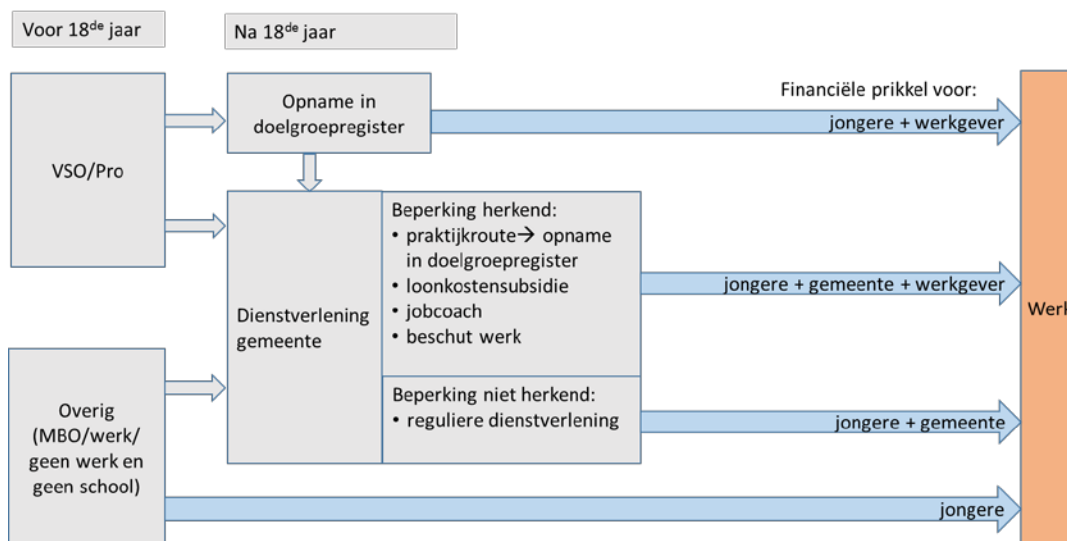 Voor 18de jaar
Na 18de jaar
VSO/Pro
Opname in
doelgroepregister
Financiële prikkel voor:
jongere + werkgever
Dienstverlening
gemeente
Beperking herkend:
• praktijkroute→ opname
in doelgroepregister
• loonkostensubsidie
• jobcoach
• beschut werk
jongere + gemeente + werkgever
Werk
Beperking niet herkend:
• reguliere dienstverlening
jongere + gemeente
Overig
(MBO/werk/
geen werk en
geen school)
jongere